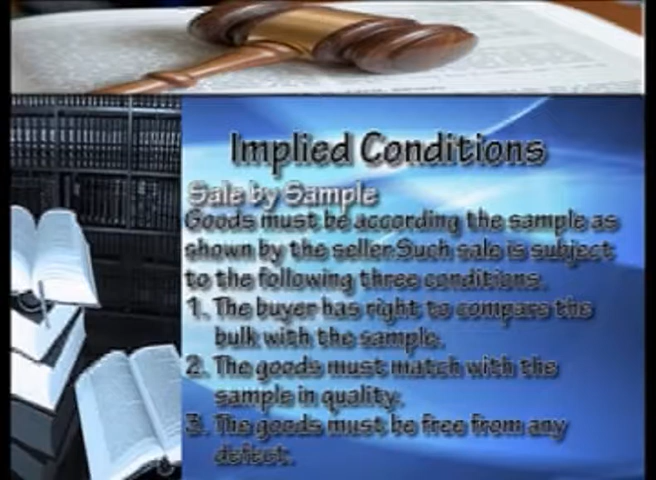 Implied Conditions
Sale by Sample
Goods must be according the sample as
shown by the seller.Such sale is subject
to the following three conditions.
1. The buyer has right to compare the
bulk with the sample.
2. The goods must match with the
sample in quality.
3. The goods must be free from any
defect.